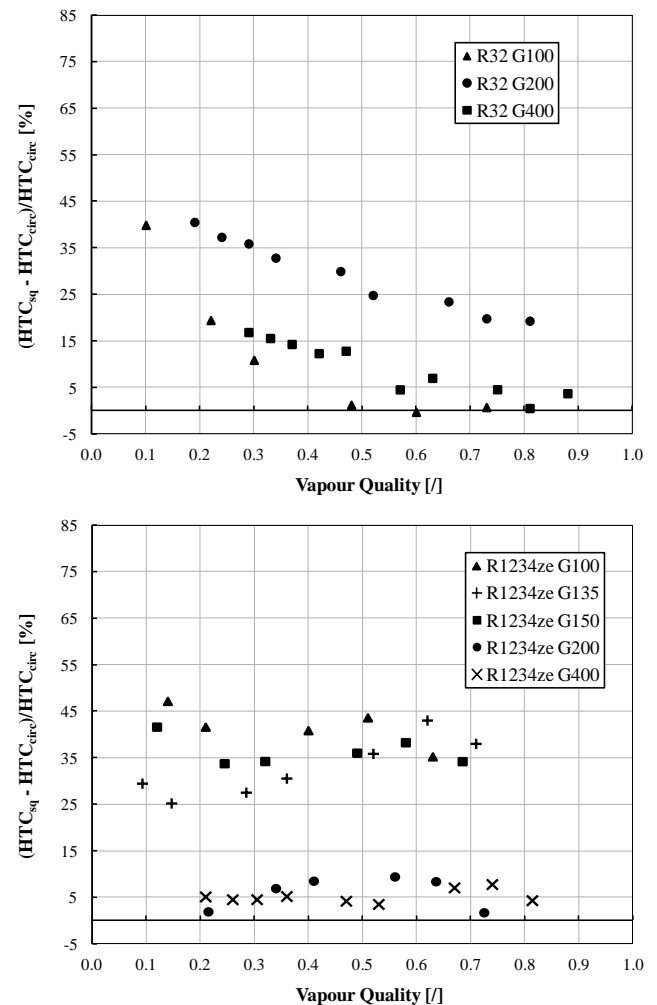 85
75
65
55
45
35
25
15
5
-5
(HTCsq - HTCcirc)/HTCcirc [%]
R32 G100
R32 G200
R32 G400
0.0 0.1 0.2 0.3 0.4 0.5 0.6 0.7 0.8 0.9 1.0
Vapour Quality [/]
85
75
65
55
45
35
25
15
5
-5
(HTCsq - HTCcirc)/HTCcirc [%]
R1234ze G100
R1234ze G135
R1234ze G150
R1234ze G200
R1234ze G400
0.0 0.1 0.2 0.3 0.4 0.5 0.6 0.7 0.8 0.9 1.0
Vapour Quality [/]